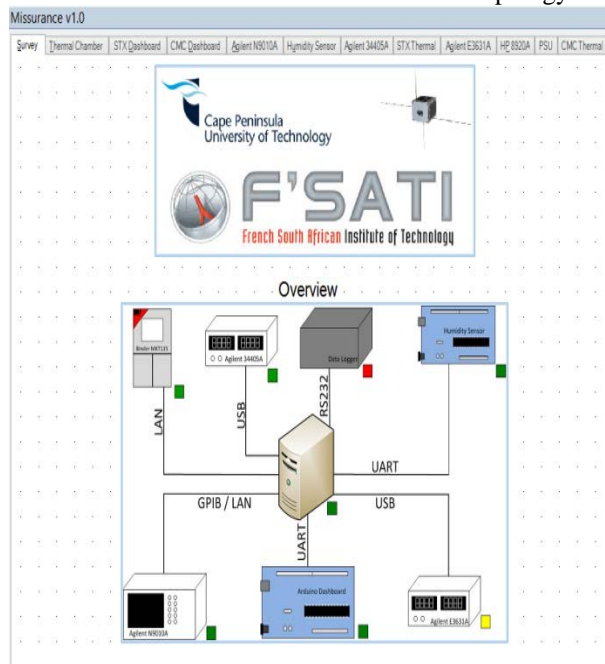 Missurance v1.0
Survey Thermal Chamber STX Dashboard CMC Dashboard Agilent N9010A Humidity Sensor Agilent 34405A STX Thermal Agilent E3631A HP 8920A PSU CMC Thermal
Cape Peninsula
University of Technology
F'SATI
French South African Institute of Technology
Overview
Binder MKT115
Agilent 34405A
Data Logger
Humidity Sensor
LAN
USB
RS232
UART
GPIB / LAN
USB
UART
Agilent N9010A
Arduino Dashboard
Agilent E3631A